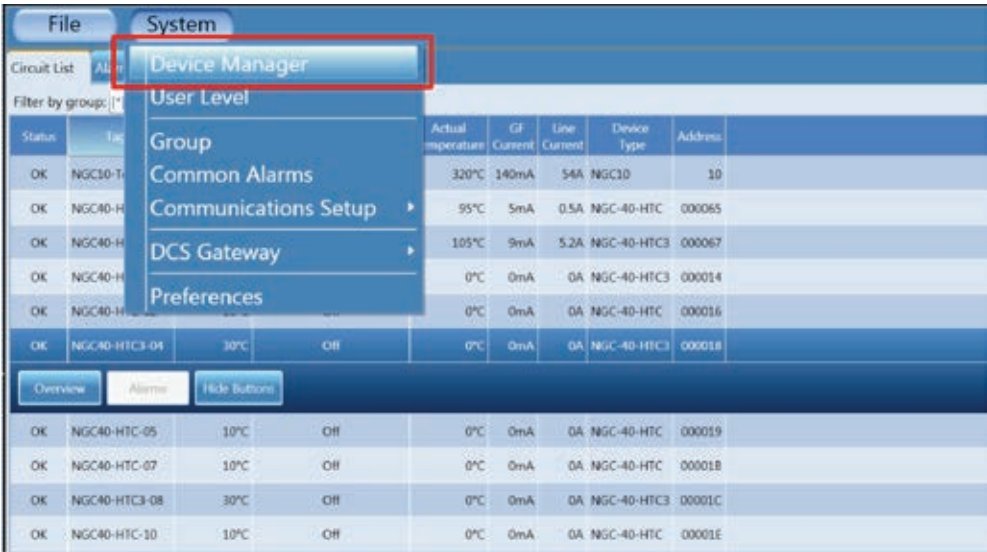 File System
Circuit List
Device Manager
Filter by group:
User Level
Group
Common Alarms
Communications Setup
DCS Gateway
Preferences
Status Actual GF Line Device Address
Current Current Type
OK 320°C 140mA 54A NGC10 10
OK 95°C 5mA 0.5A NGC-40-HTC 000065
OK 105°C 9mA 5.2A NGC-40-HTC3 000067
OK 0°C 0mA 0A NGC-40-HTC3 000014
OK 0°C 0mA 0A NGC-40-HTC 000016
OK NGC40-HTC3-04 30°C Off 0°C 0mA 0A NGC-40-HTC3 000018
Overview Alarms Hide Buttons
OK NGC40-HTC-05 10°C Off 0°C 0mA 0A NGC-40-HTC 000019
OK NGC40-HTC-07 10°C Off 0°C 0mA 0A NGC-40-HTC 00001B
OK NGC40-HTC3-08 30°C Off 0°C 0mA 0A NGC-40-HTC3 00001C
OK NGC40-HTC-10 10°C Off 0°C 0mA 0A NGC-40-HTC 00001E